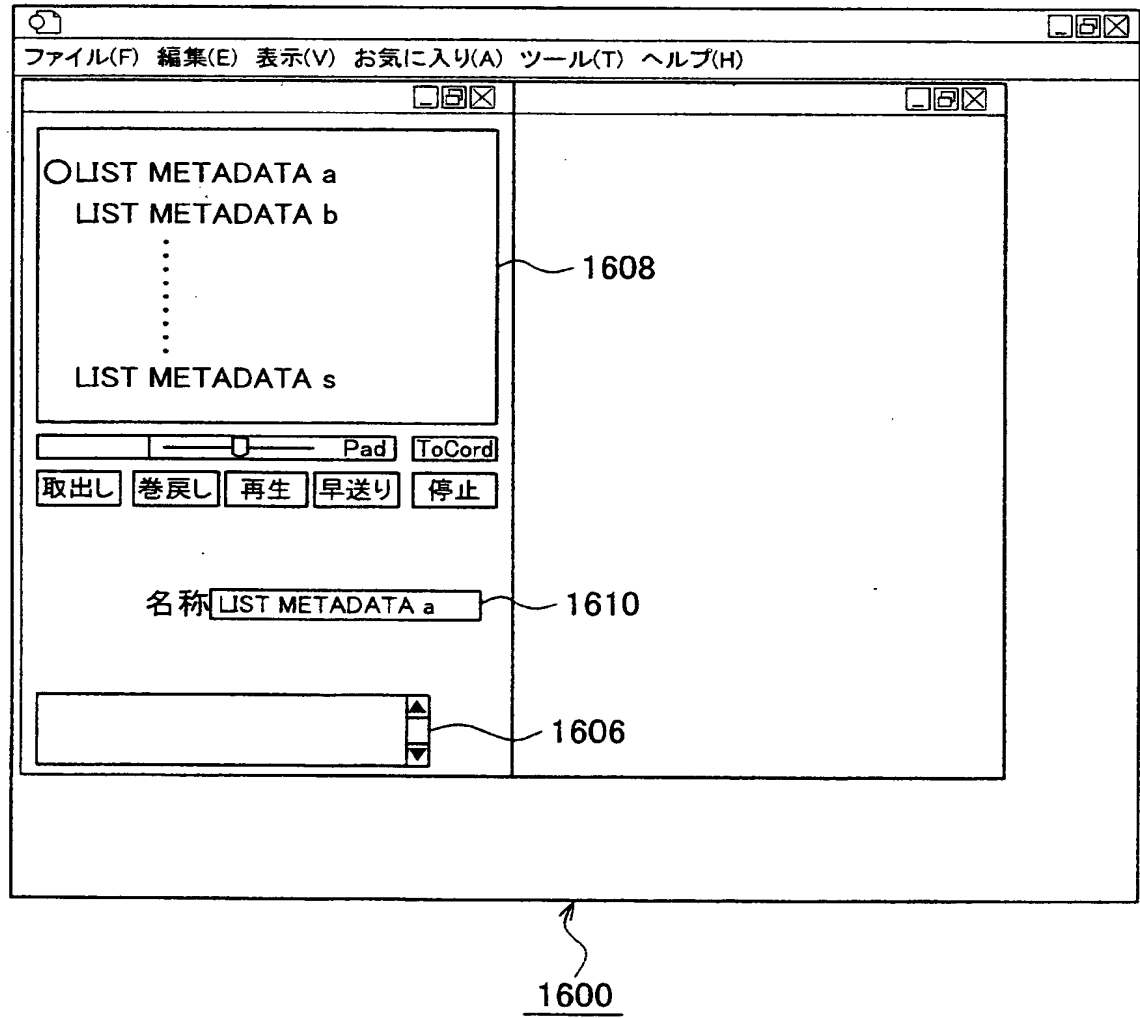 ファイル(F) 編集(E) 表示(V) お気に入り(A) ツール(T) ヘルプ(H)
LIST METADATA a
LIST METADATA b
LIST METADATA s
1608
Pad ToCord
取出し 巻戻し 再生 早送り 停止
名称 LIST METADATA a
1610
1606
1600